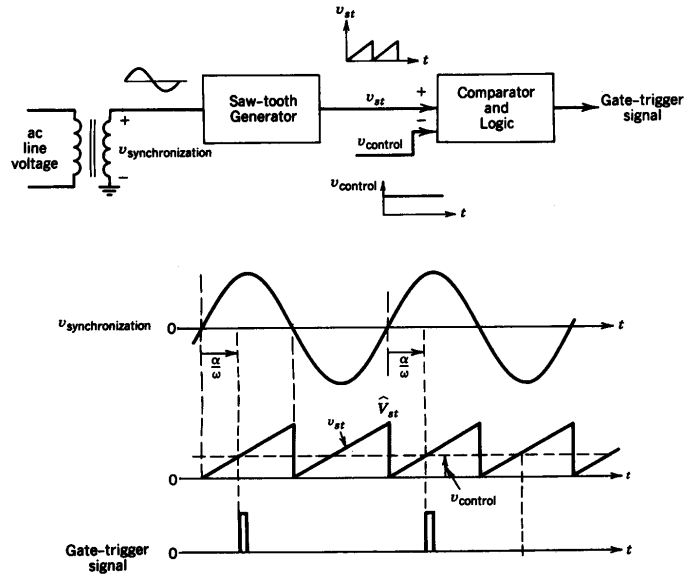 v_st
t
Saw-tooth
Generator
v_st
+
−
Comparator
and
Logic
Gate-trigger
signal
ac
line
voltage
+
v_synchronization
−
v_control
v_control
t
v_synchronization
0
t
α/ω
α/ω
v_st
V̂_st
0
t
v_control
Gate-trigger
signal
0
t